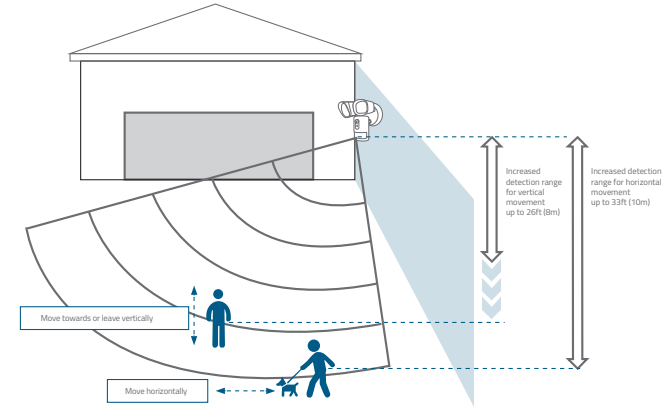 Increased
detection range
for vertical
movement
up to 26ft (8m)
Increased detection
range for horizontal
movement
up to 33ft (10m)
Move towards or leave vertically
Move horizontally